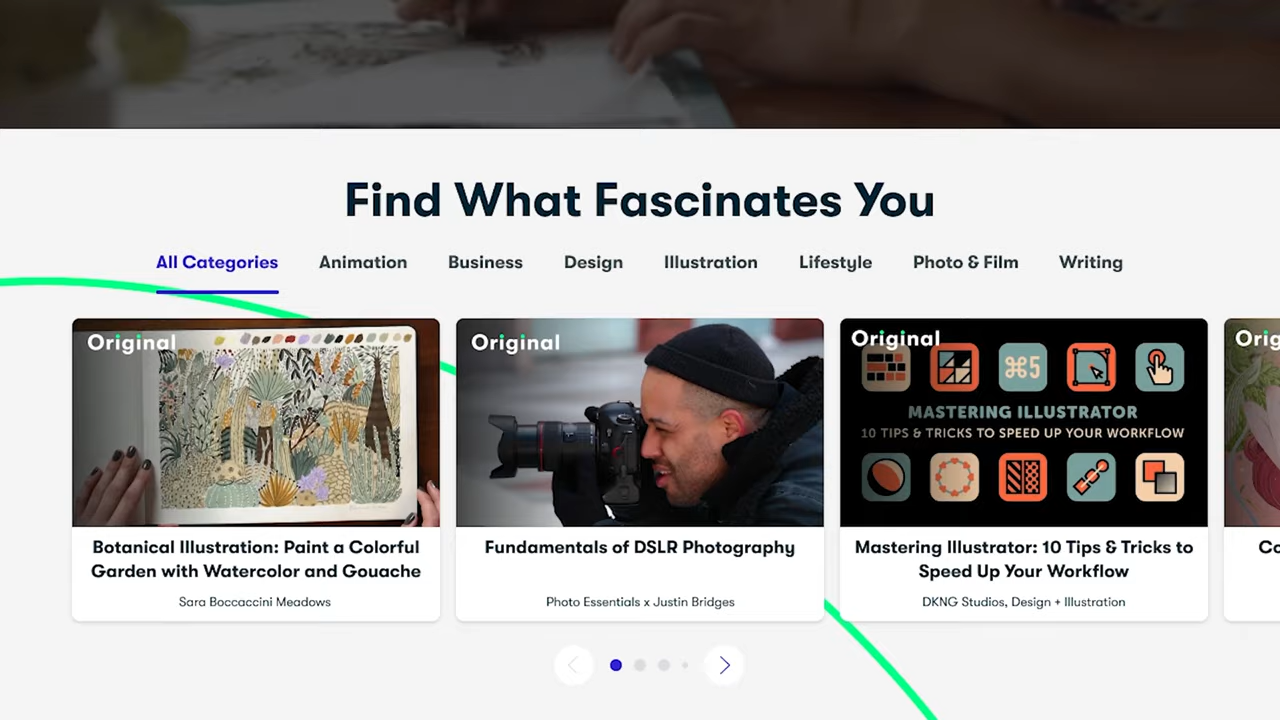 Find What Fascinates You
All Categories
Animation
Business
Design
Illustration
Lifestyle
Photo & Film
Writing
Original
Botanical Illustration: Paint a Colorful
Garden with Watercolor and Gouache
Sara Boccaccini Meadows
Original
Fundamentals of DSLR Photography
Photo Essentials x Justin Bridges
Original
⌘5
MASTERING ILLUSTRATOR
10 TIPS & TRICKS TO SPEED UP YOUR WORKFLOW
Mastering Illustrator: 10 Tips & Tricks to
Speed Up Your Workflow
DKNG Studios, Design + Illustration
Orig
Co